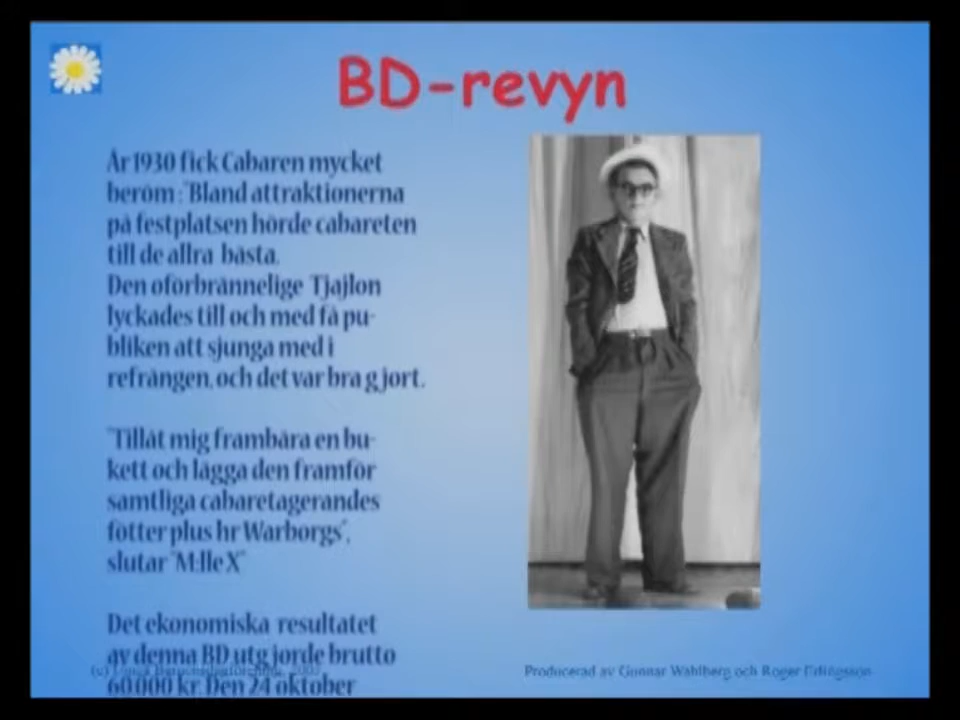 BD-revyn
År 1930 fick Cabaren mycket
beröm : "Bland attraktionerna
på festplatsen hörde cabareten
till de allra bästa.
Den oförbrännelige Tjajlon
lyckades till och med få pu-
bliken att sjunga med i
refrängen, och det var bra gjort.
"Tillåt mig frambära en bu-
kett och lägga den framför
samtliga cabaretagerandes
fötter plus hr Warborgs",
slutar "M:lle X"
Det ekonomiska resultatet
av denna BD utgjorde brutto
60.000 kr. Den 24 oktober
(c)
Producerad av Gunnar Wahlberg och Roger Erlingsson